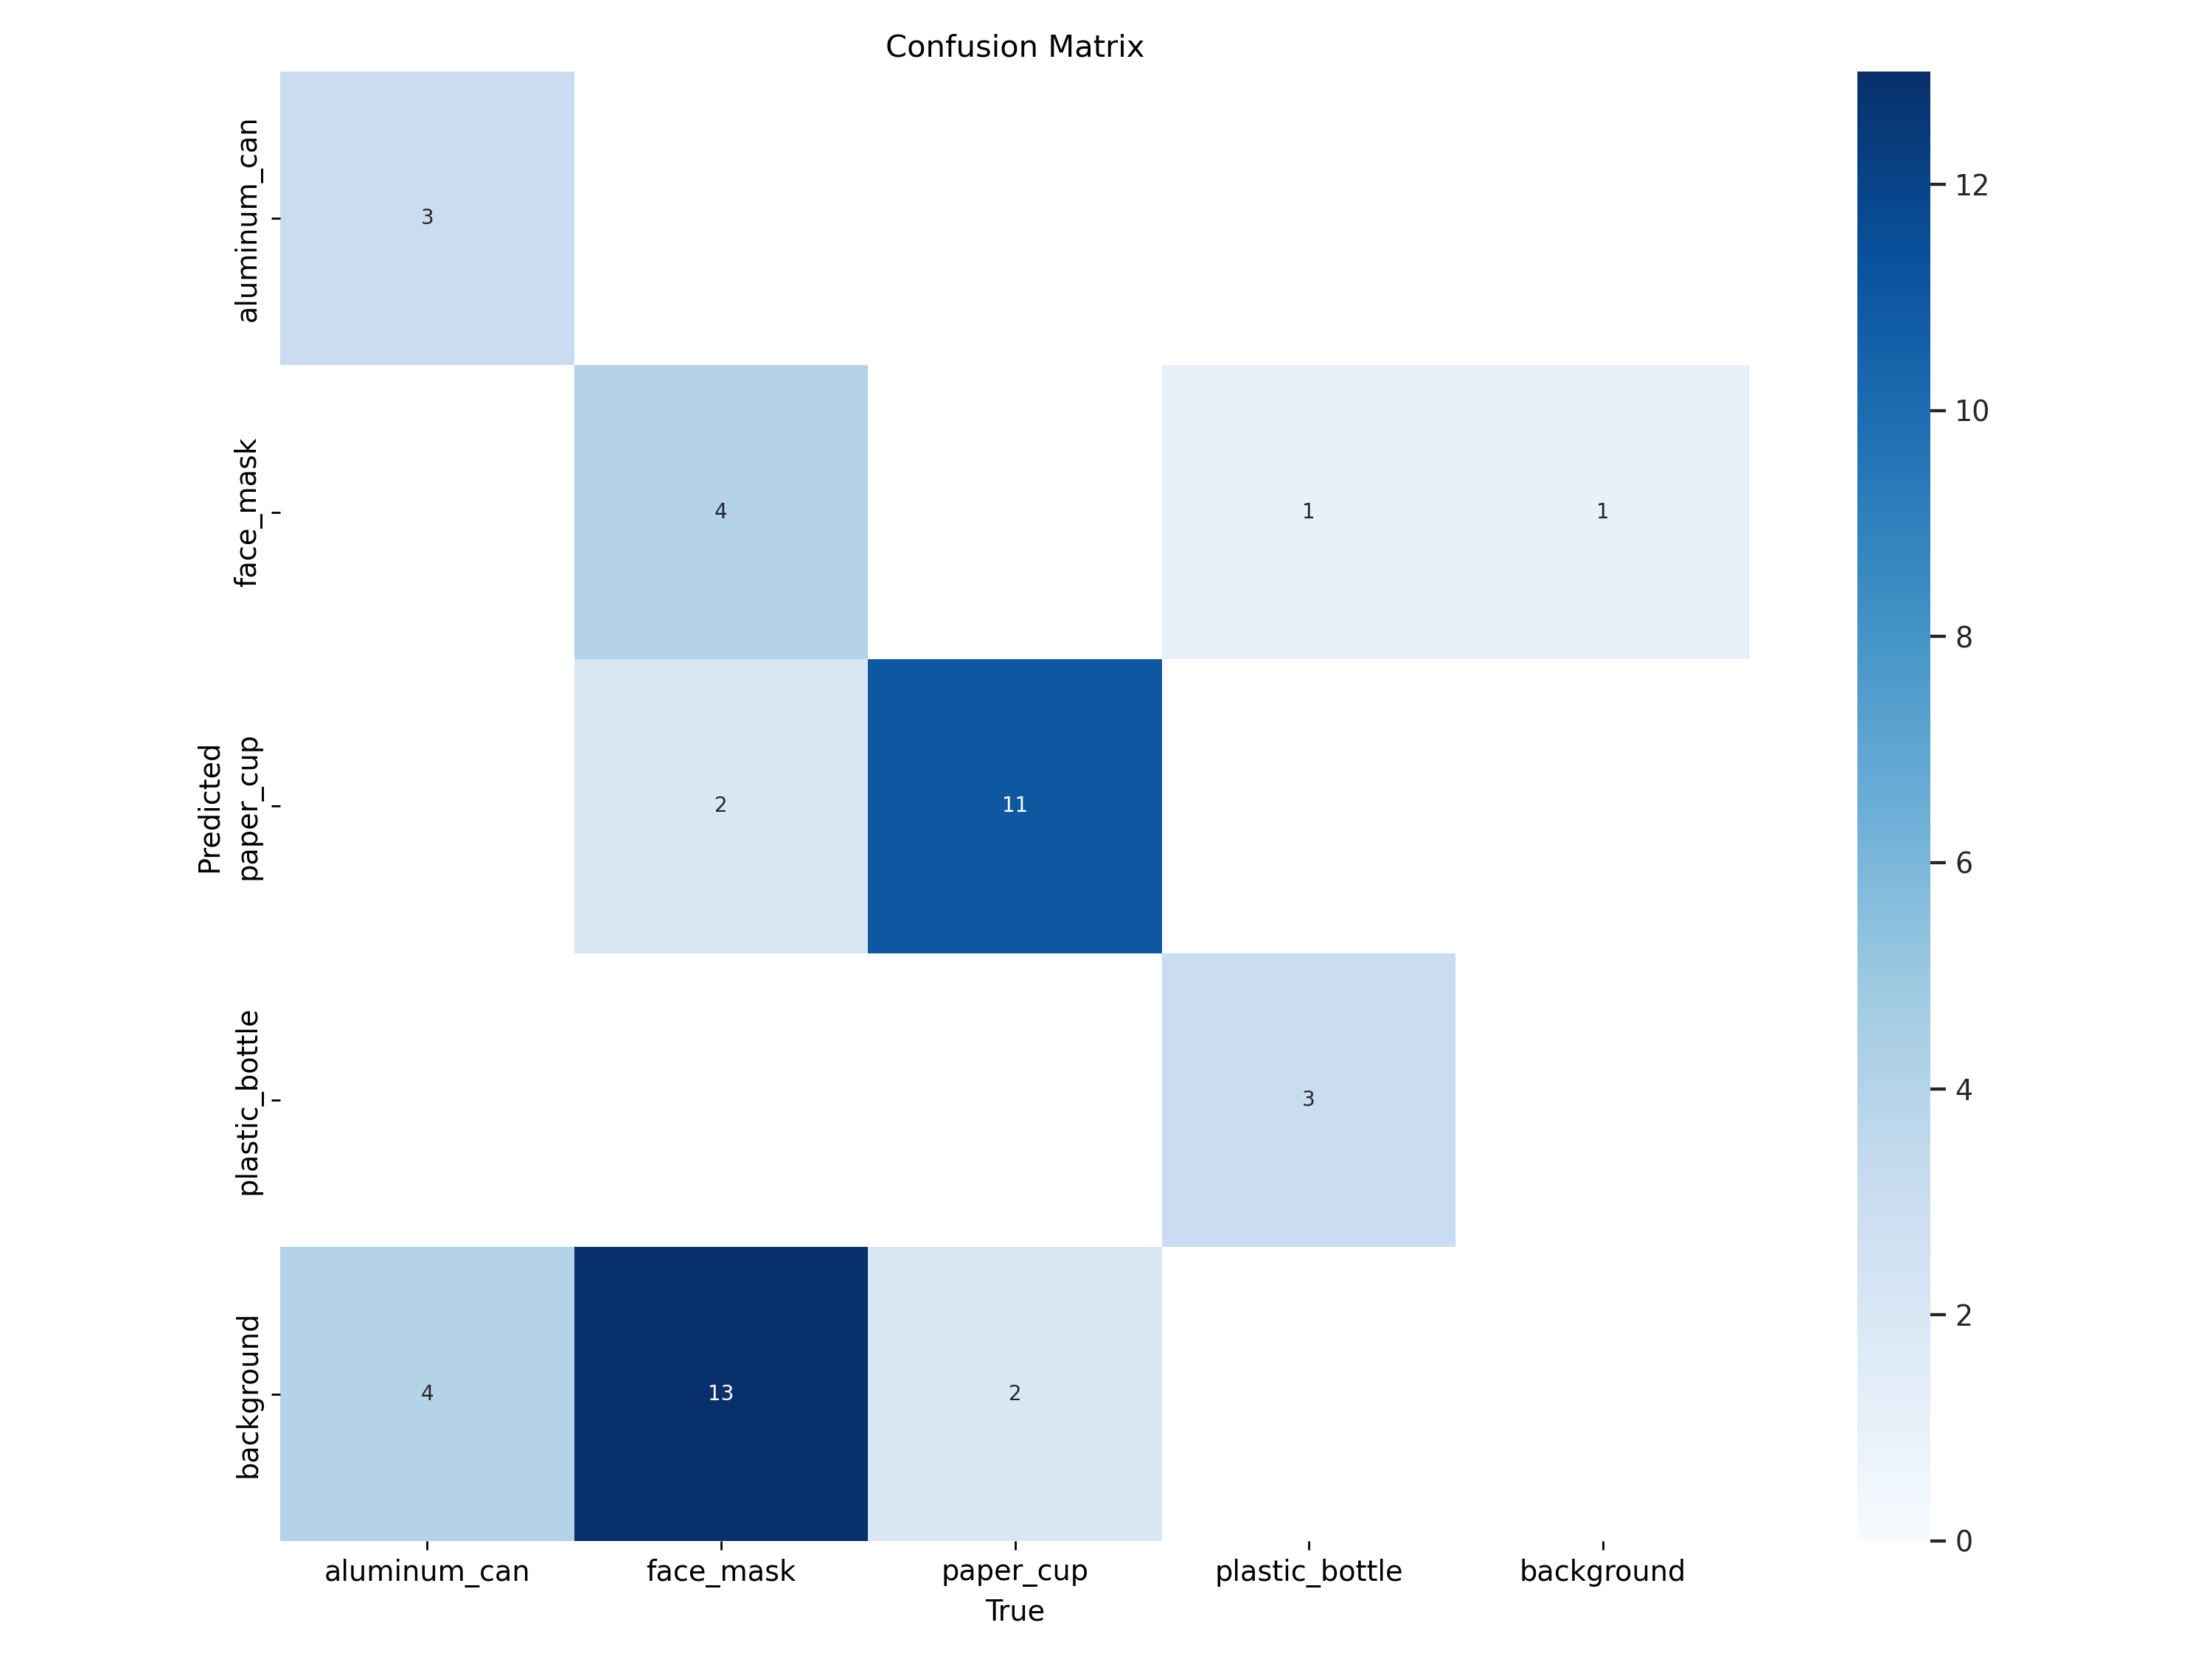 Confusion Matrix
aluminum_can
face_mask
Predicted
paper_cup
plastic_bottle
background
3
4
1
1
2
11
3
4
13
2
aluminum_can
face_mask
paper_cup
plastic_bottle
background
True
12
10
8
6
4
2
0